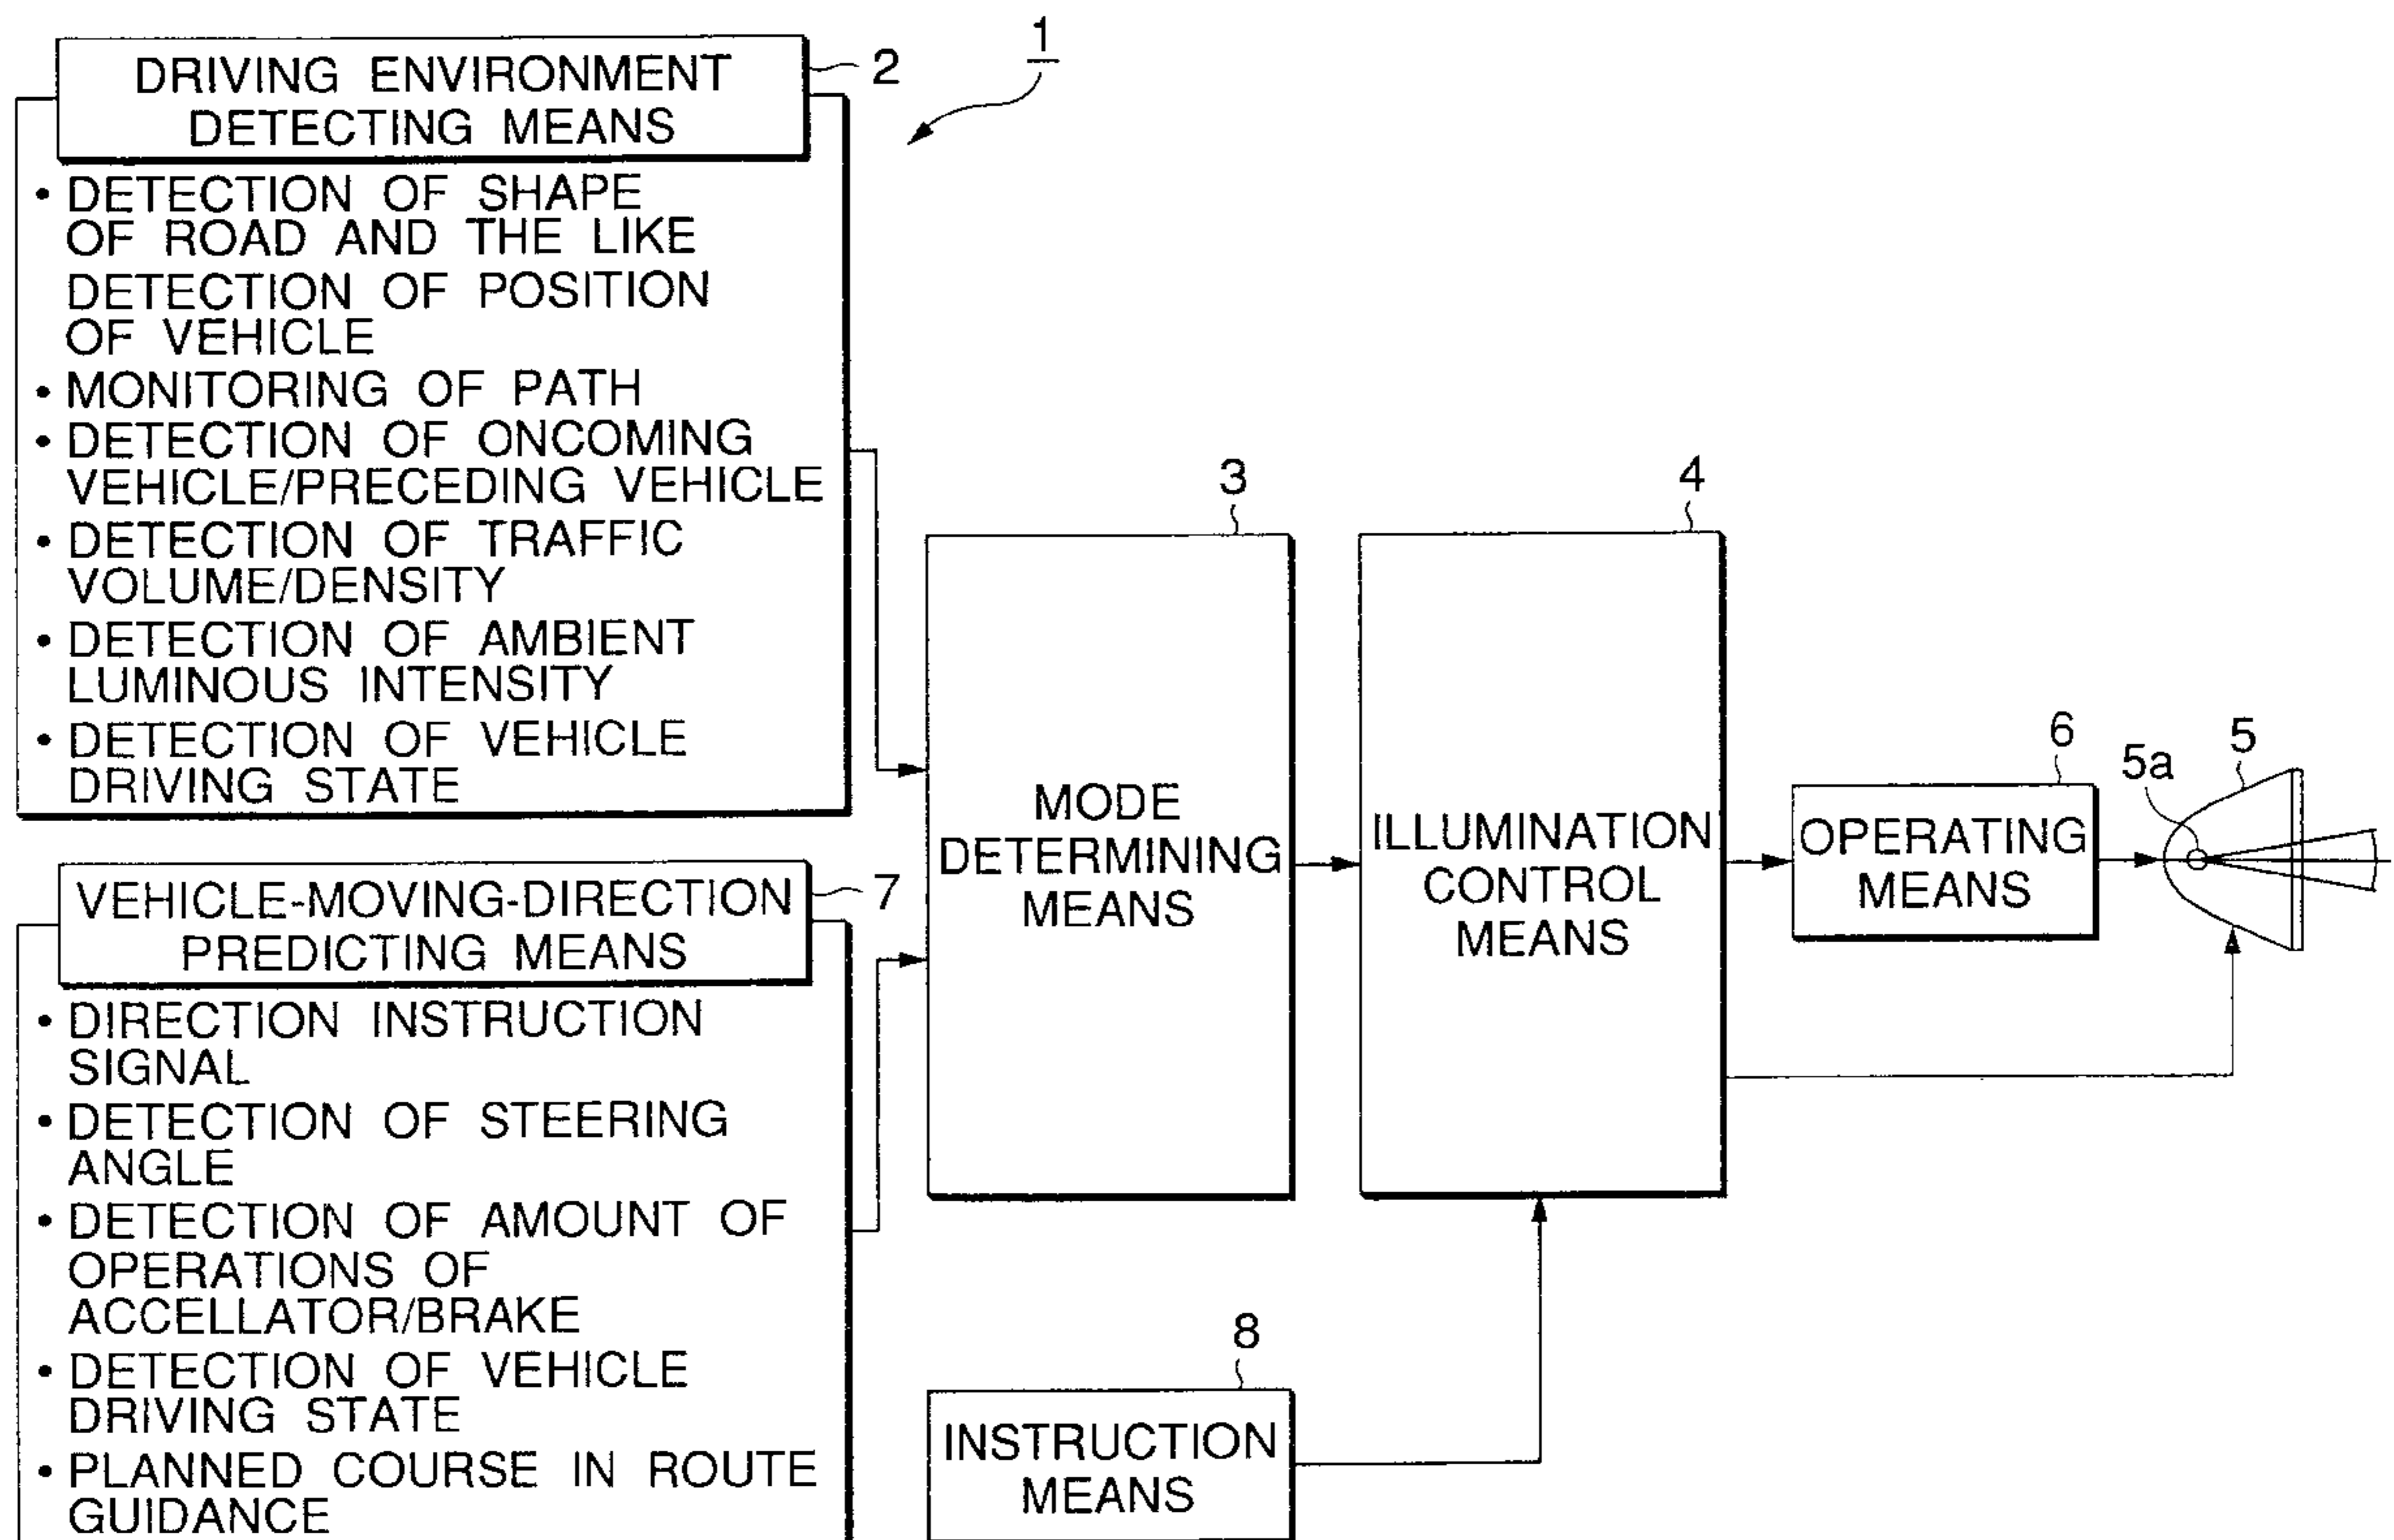 1
DRIVING ENVIRONMENT
DETECTING MEANS
2
• DETECTION OF SHAPE
OF ROAD AND THE LIKE
DETECTION OF POSITION
OF VEHICLE
• MONITORING OF PATH
• DETECTION OF ONCOMING
VEHICLE/PRECEDING VEHICLE
• DETECTION OF TRAFFIC
VOLUME/DENSITY
• DETECTION OF AMBIENT
LUMINOUS INTENSITY
• DETECTION OF VEHICLE
DRIVING STATE
VEHICLE-MOVING-DIRECTION
PREDICTING MEANS
7
• DIRECTION INSTRUCTION
SIGNAL
• DETECTION OF STEERING
ANGLE
• DETECTION OF AMOUNT OF
OPERATIONS OF
ACCELLATOR/BRAKE
• DETECTION OF VEHICLE
DRIVING STATE
• PLANNED COURSE IN ROUTE
GUIDANCE
3
MODE
DETERMINING
MEANS
4
ILLUMINATION
CONTROL
MEANS
6
OPERATING
MEANS
5a
5
8
INSTRUCTION
MEANS